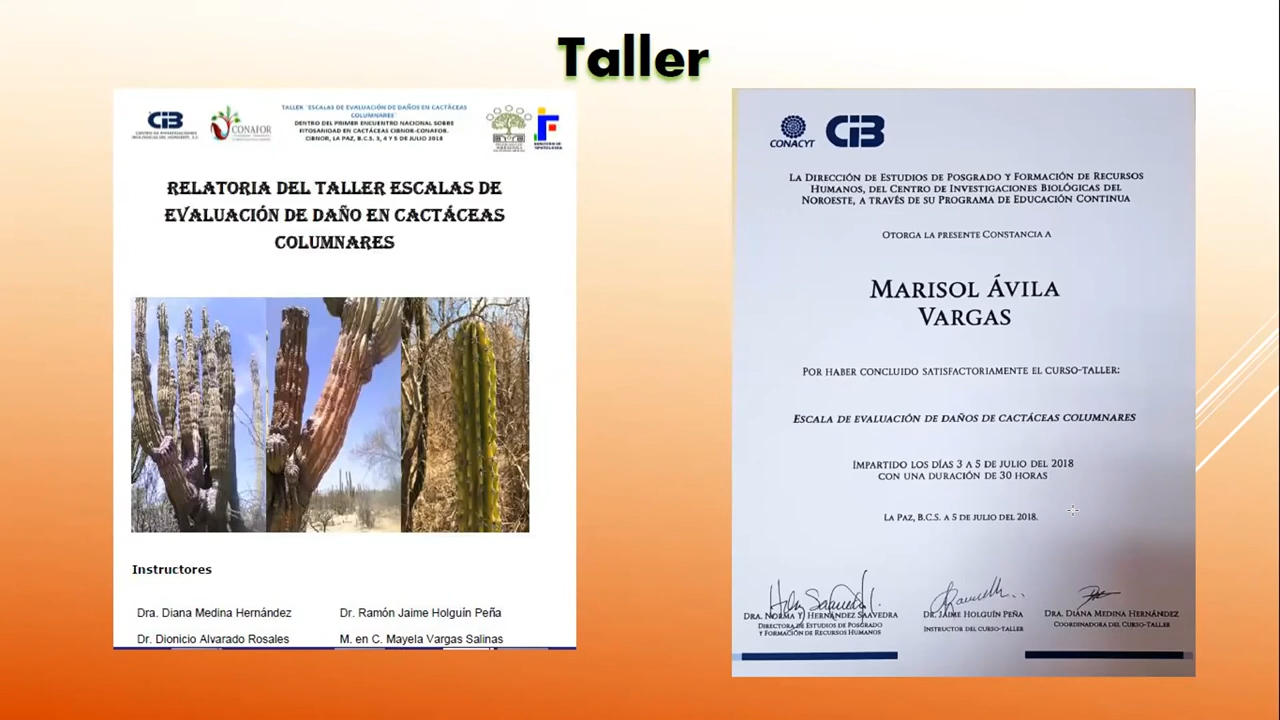 Taller
CiB
CENTRO DE INVESTIGACIONES
BIOLÓGICAS DEL NOROESTE, S.C.
CONAFOR
TALLER "ESCALAS DE EVALUACIÓN DE DAÑOS EN CACTÁCEAS
COLUMNARES"
DENTRO DEL PRIMER ENCUENTRO NACIONAL SOBRE
FITOSANIDAD EN CACTÁCEAS CIBNOR-CONAFOR.
CIBNOR, LA PAZ, B.C.S. 3, 4 Y 5 DE JULIO 2018
RELATORIA DEL TALLER ESCALAS DE
EVALUACIÓN DE DAÑO EN CACTÁCEAS
COLUMNARES
Instructores
Dra. Diana Medina Hernández
Dr. Ramón Jaime Holguín Peña
Dr. Dionicio Alvarado Rosales
M. en C. Mayela Vargas Salinas
CONACYT
CiB
LA DIRECCIÓN DE ESTUDIOS DE POSGRADO Y FORMACIÓN DE RECURSOS
HUMANOS, DEL CENTRO DE INVESTIGACIONES BIOLÓGICAS DEL
NOROESTE, A TRAVÉS DE SU PROGRAMA DE EDUCACIÓN CONTINUA
OTORGA LA PRESENTE CONSTANCIA A
MARISOL ÁVILA
VARGAS
POR HABER CONCLUIDO SATISFACTORIAMENTE EL CURSO-TALLER:
ESCALA DE EVALUACIÓN DE DAÑOS DE CACTÁCEAS COLUMNARES
IMPARTIDO LOS DÍAS 3 A 5 DE JULIO DEL 2018
CON UNA DURACIÓN DE 30 HORAS
LA PAZ, B.C.S. A 5 DE JULIO DEL 2018.
DRA. NORMA Y. HERNÁNDEZ SAAVEDRA
DIRECTORA DE ESTUDIOS DE POSGRADO
Y FORMACIÓN DE RECURSOS HUMANOS
DR. JAIME HOLGUÍN PEÑA
INSTRUCTOR DEL CURSO-TALLER
DRA. DIANA MEDINA HERNÁNDEZ
COORDINADORA DEL CURSO-TALLER